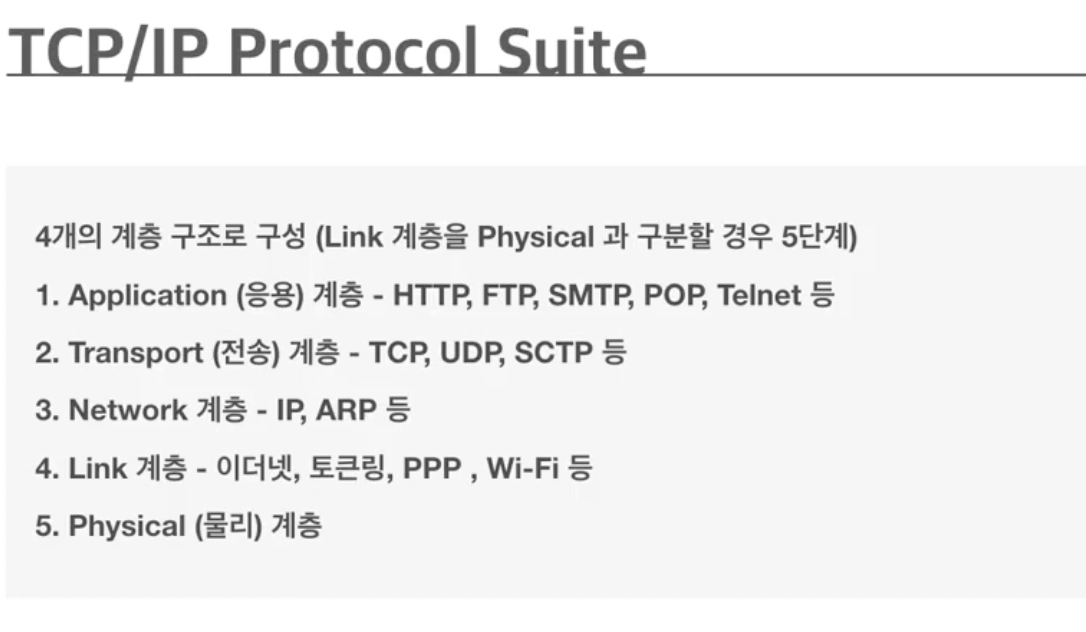 TCP/IP Protocol Suite
4개의 계층 구조로 구성 (Link 계층을 Physical 과 구분할 경우 5단계)
1. Application (응용) 계층 - HTTP, FTP, SMTP, POP, Telnet 등
2. Transport (전송) 계층 - TCP, UDP, SCTP 등
3. Network 계층 - IP, ARP 등
4. Link 계층 - 이더넷, 토큰링, PPP , Wi-Fi 등
5. Physical (물리) 계층